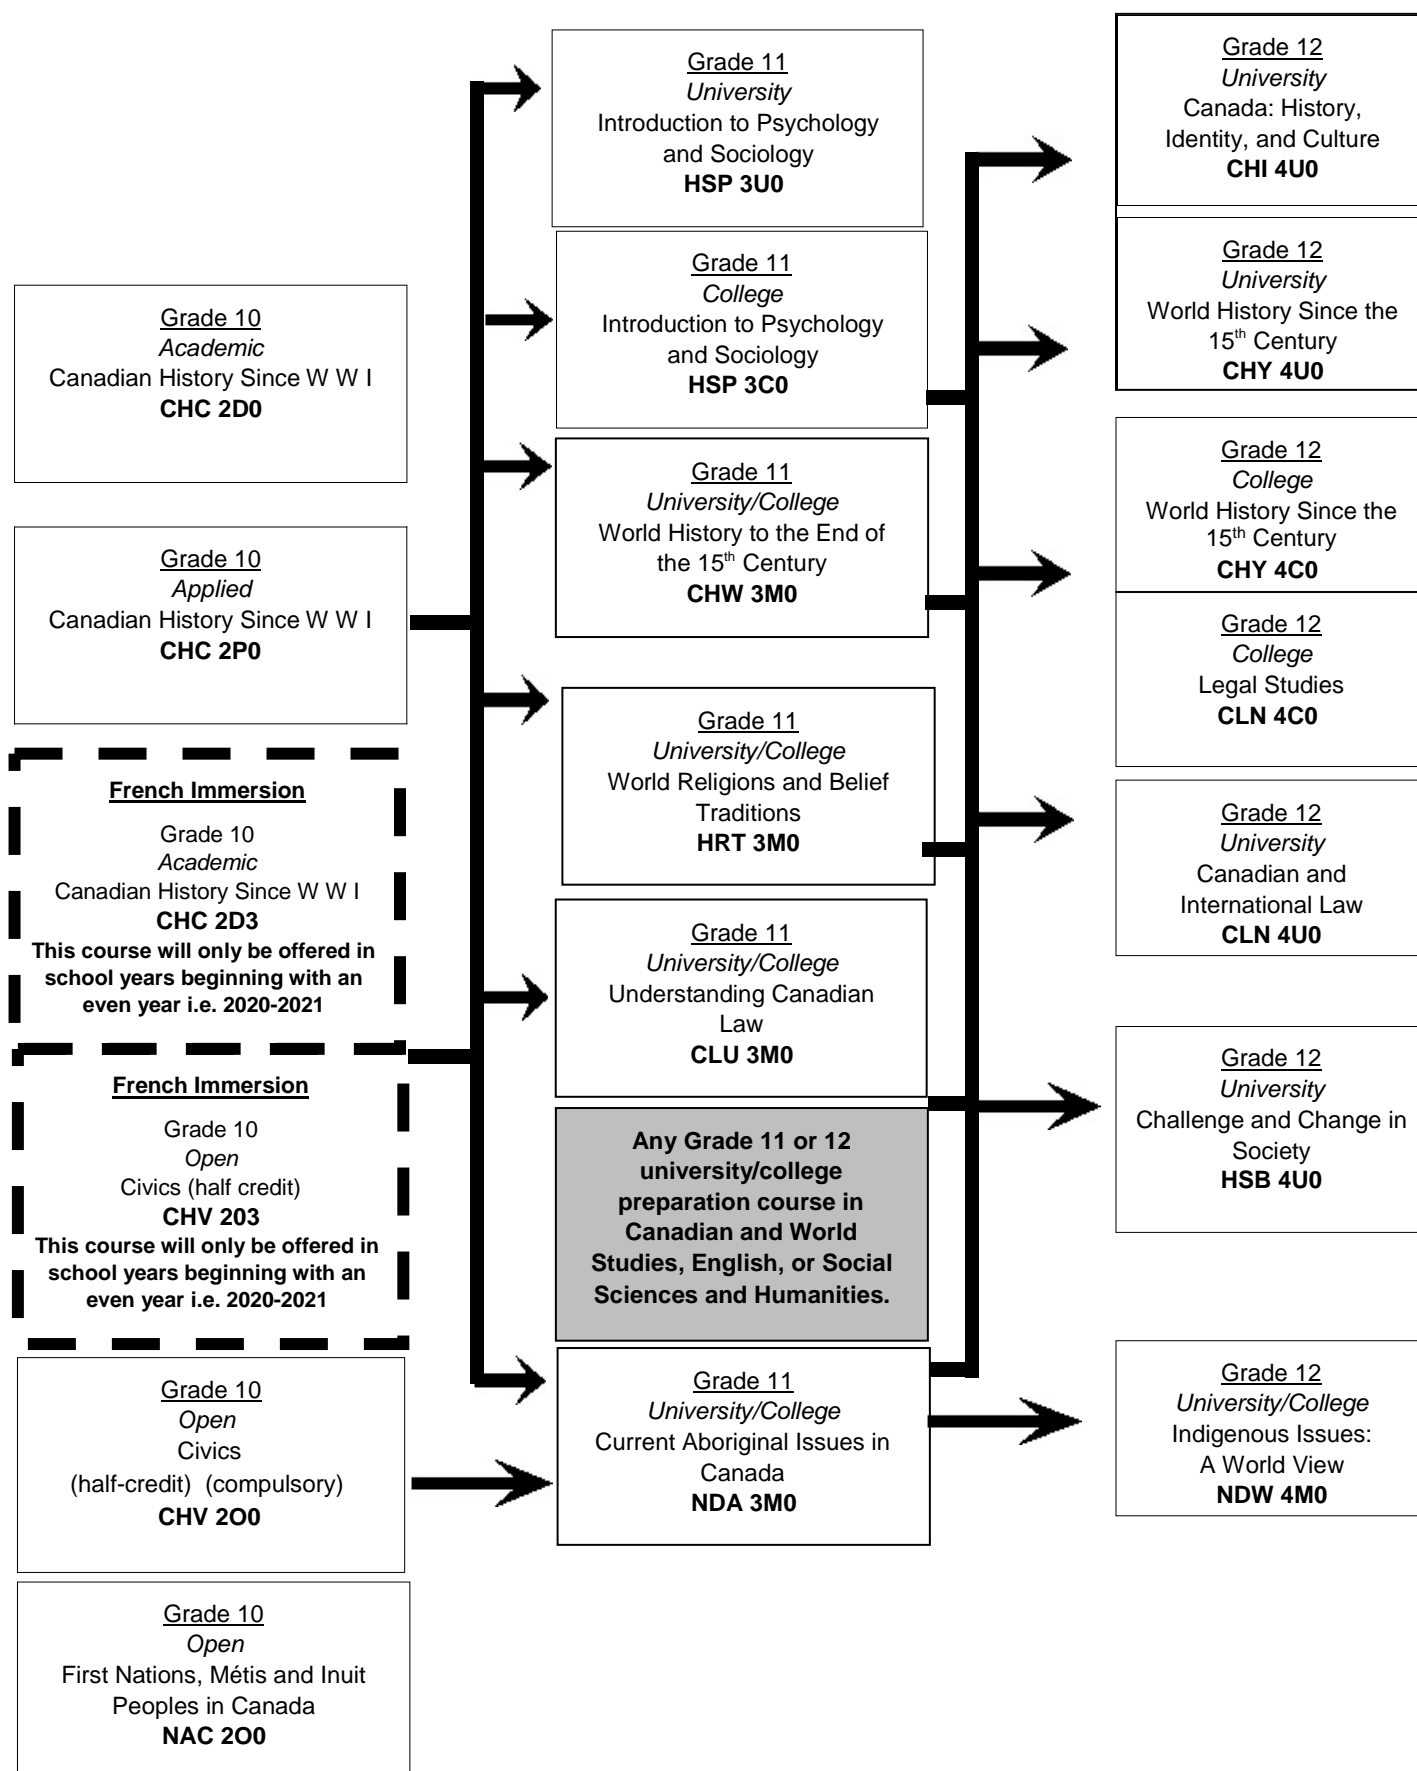 Grade 10
Academic
Canadian History Since W W I
CHC 2D0
Grade 10
Applied
Canadian History Since W W I
CHC 2P0
French Immersion
Grade 10
Academic
Canadian History Since W W I
CHC 2D3
This course will only be offered in
school years beginning with an
even year i.e. 2020-2021
French Immersion
Grade 10
Open
Civics (half credit)
CHV 203
This course will only be offered in
school years beginning with an
even year i.e. 2020-2021
Grade 10
Open
Civics
(half-credit) (compulsory)
CHV 2O0
Grade 10
Open
First Nations, Métis and Inuit
Peoples in Canada
NAC 2O0
Grade 11
University
Introduction to Psychology
and Sociology
HSP 3U0
Grade 11
College
Introduction to Psychology
and Sociology
HSP 3C0
Grade 11
University/College
World History to the End of
the 15th Century
CHW 3M0
Grade 11
University/College
World Religions and Belief
Traditions
HRT 3M0
Grade 11
University/College
Understanding Canadian
Law
CLU 3M0
Any Grade 11 or 12
university/college
preparation course in
Canadian and World
Studies, English, or Social
Sciences and Humanities.
Grade 11
University/College
Current Aboriginal Issues in
Canada
NDA 3M0
Grade 12
University
Canada: History,
Identity, and Culture
CHI 4U0
Grade 12
University
World History Since the
15th Century
CHY 4U0
Grade 12
College
World History Since the
15th Century
CHY 4C0
Grade 12
College
Legal Studies
CLN 4C0
Grade 12
University
Canadian and
International Law
CLN 4U0
Grade 12
University
Challenge and Change in
Society
HSB 4U0
Grade 12
University/College
Indigenous Issues:
A World View
NDW 4M0